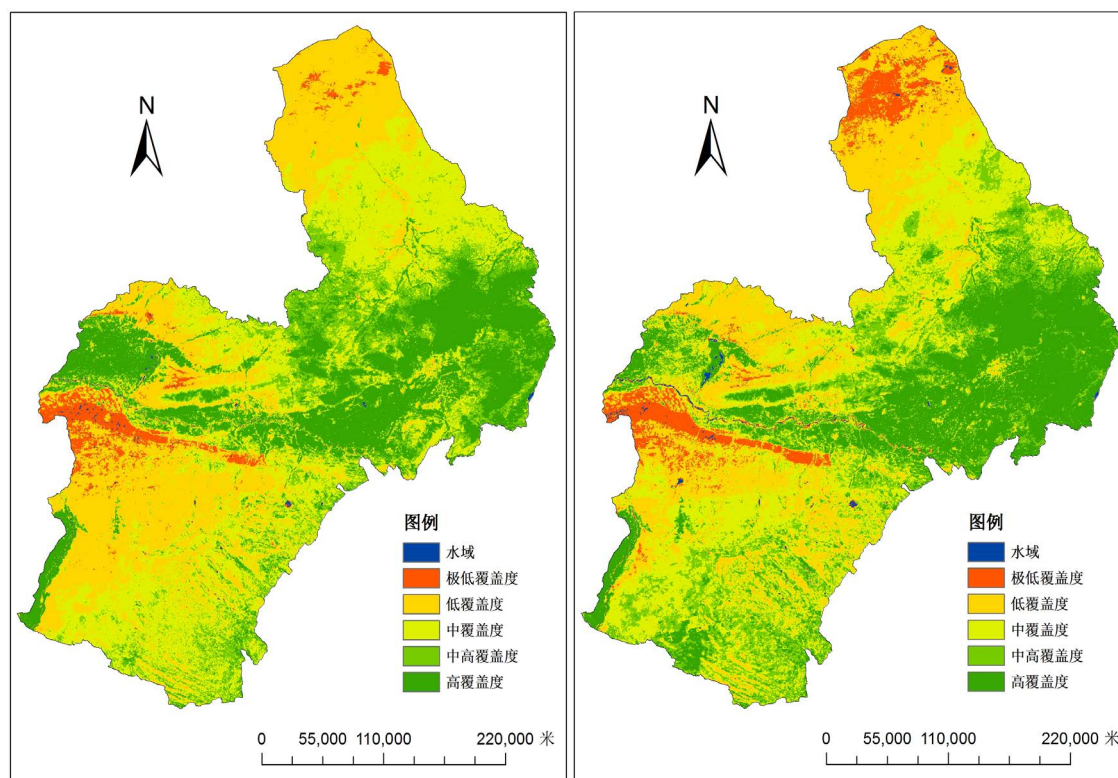 N
图例
水域
极低覆盖度
低覆盖度
中覆盖度
中高覆盖度
高覆盖度
0 55,000 110,000 220,000 米
N
图例
水域
极低覆盖度
低覆盖度
中覆盖度
中高覆盖度
高覆盖度
0 55,000 110,000 220,000 米